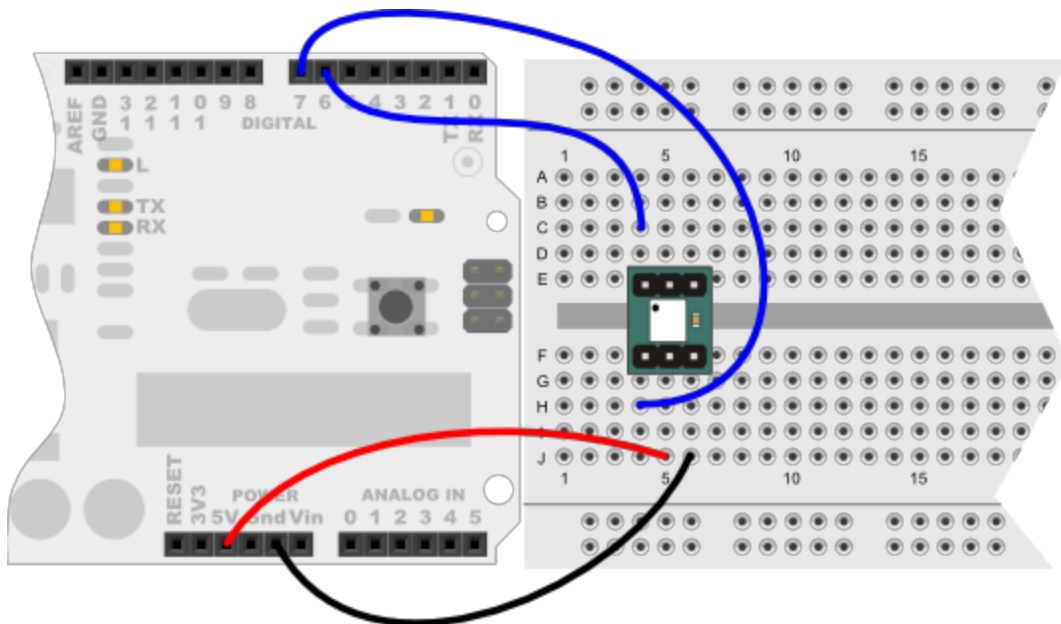 AREF
GND
13
12
11
10
9
8
7
6
5
4
3
2
1
0
DIGITAL
TX
RX
L
TX
RX
RESET
3V3
POWER
5V Gnd Vin
ANALOG IN
0 1 2 3 4 5
1 5 10 15
A
B
C
D
E
F
G
H
I
J
1 5 10 15